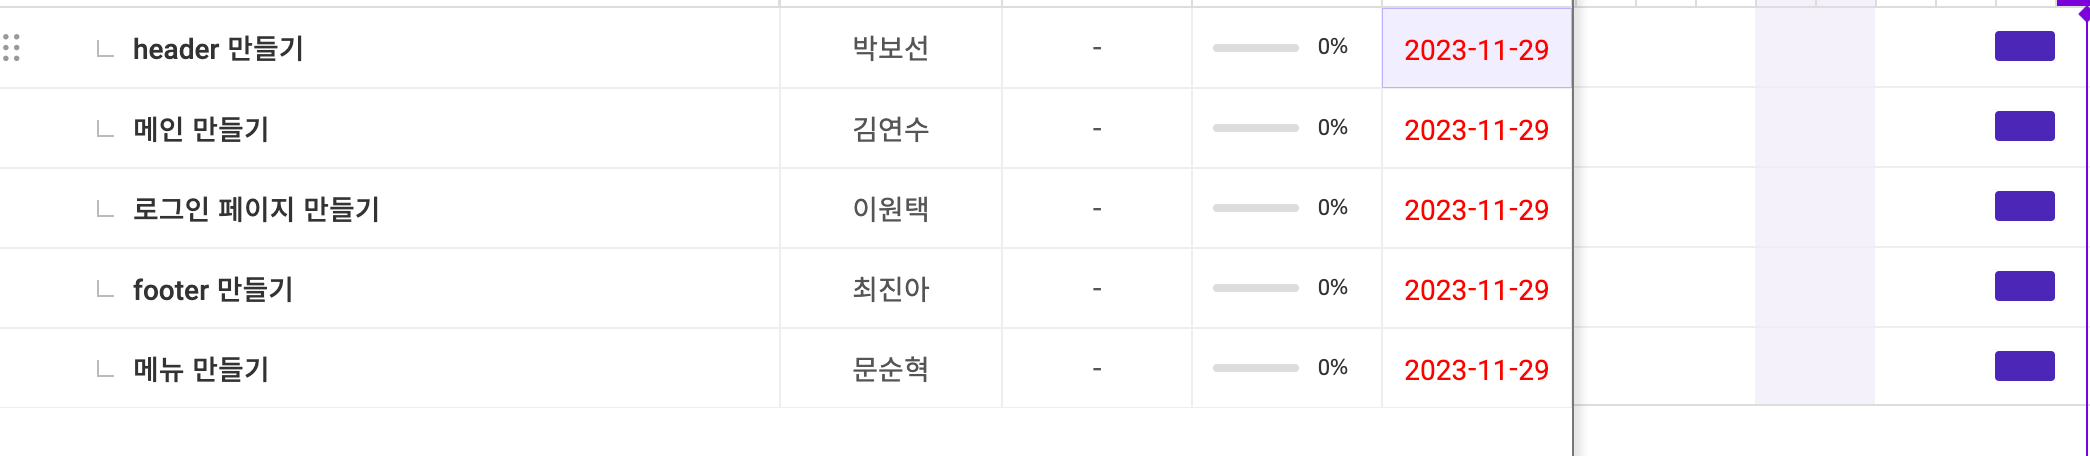 header 만들기 박보선 - 0% 2023-11-29
메인 만들기 김연수 - 0% 2023-11-29
로그인 페이지 만들기 이원택 - 0% 2023-11-29
footer 만들기 최진아 - 0% 2023-11-29
메뉴 만들기 문순혁 - 0% 2023-11-29